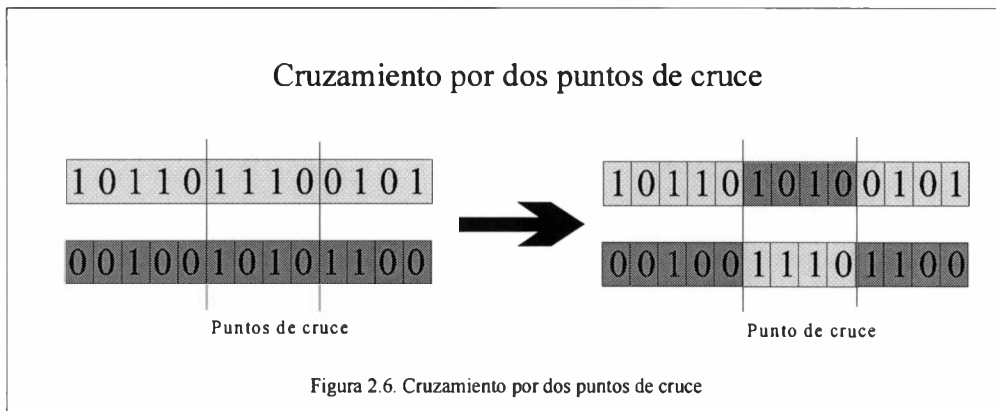 Cruzamiento por dos puntos de cruce
1 0 1 1 0 1 1 1 0 0 1 0 1
1 0 1 1 0 1 0 1 0 0 1 0 1
0 0 1 0 0 1 0 1 0 1 1 0 0
0 0 1 0 0 1 1 1 0 1 1 0 0
Puntos de cruce
Punto de cruce
Figura 2.6. Cruzamiento por dos puntos de cruce